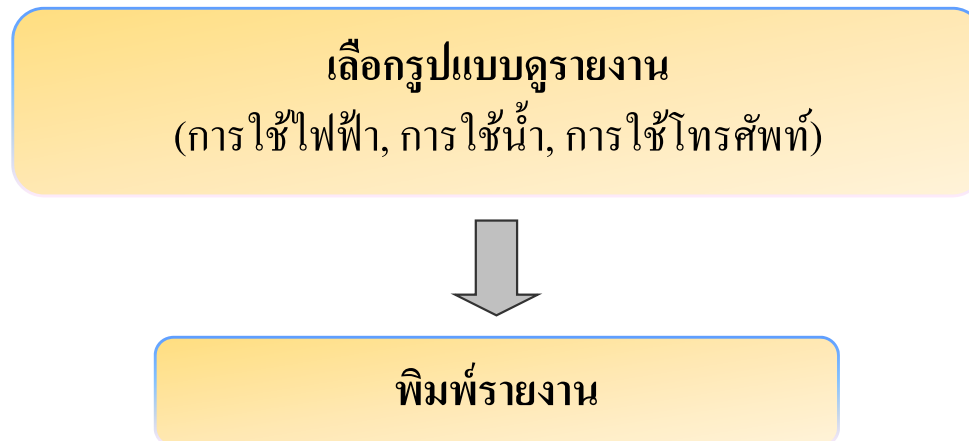 เลือกรูปแบบดูรายงาน
(การใช้ไฟฟ้า, การใช้น้ำ, การใช้โทรศัพท์)
พิมพ์รายงาน